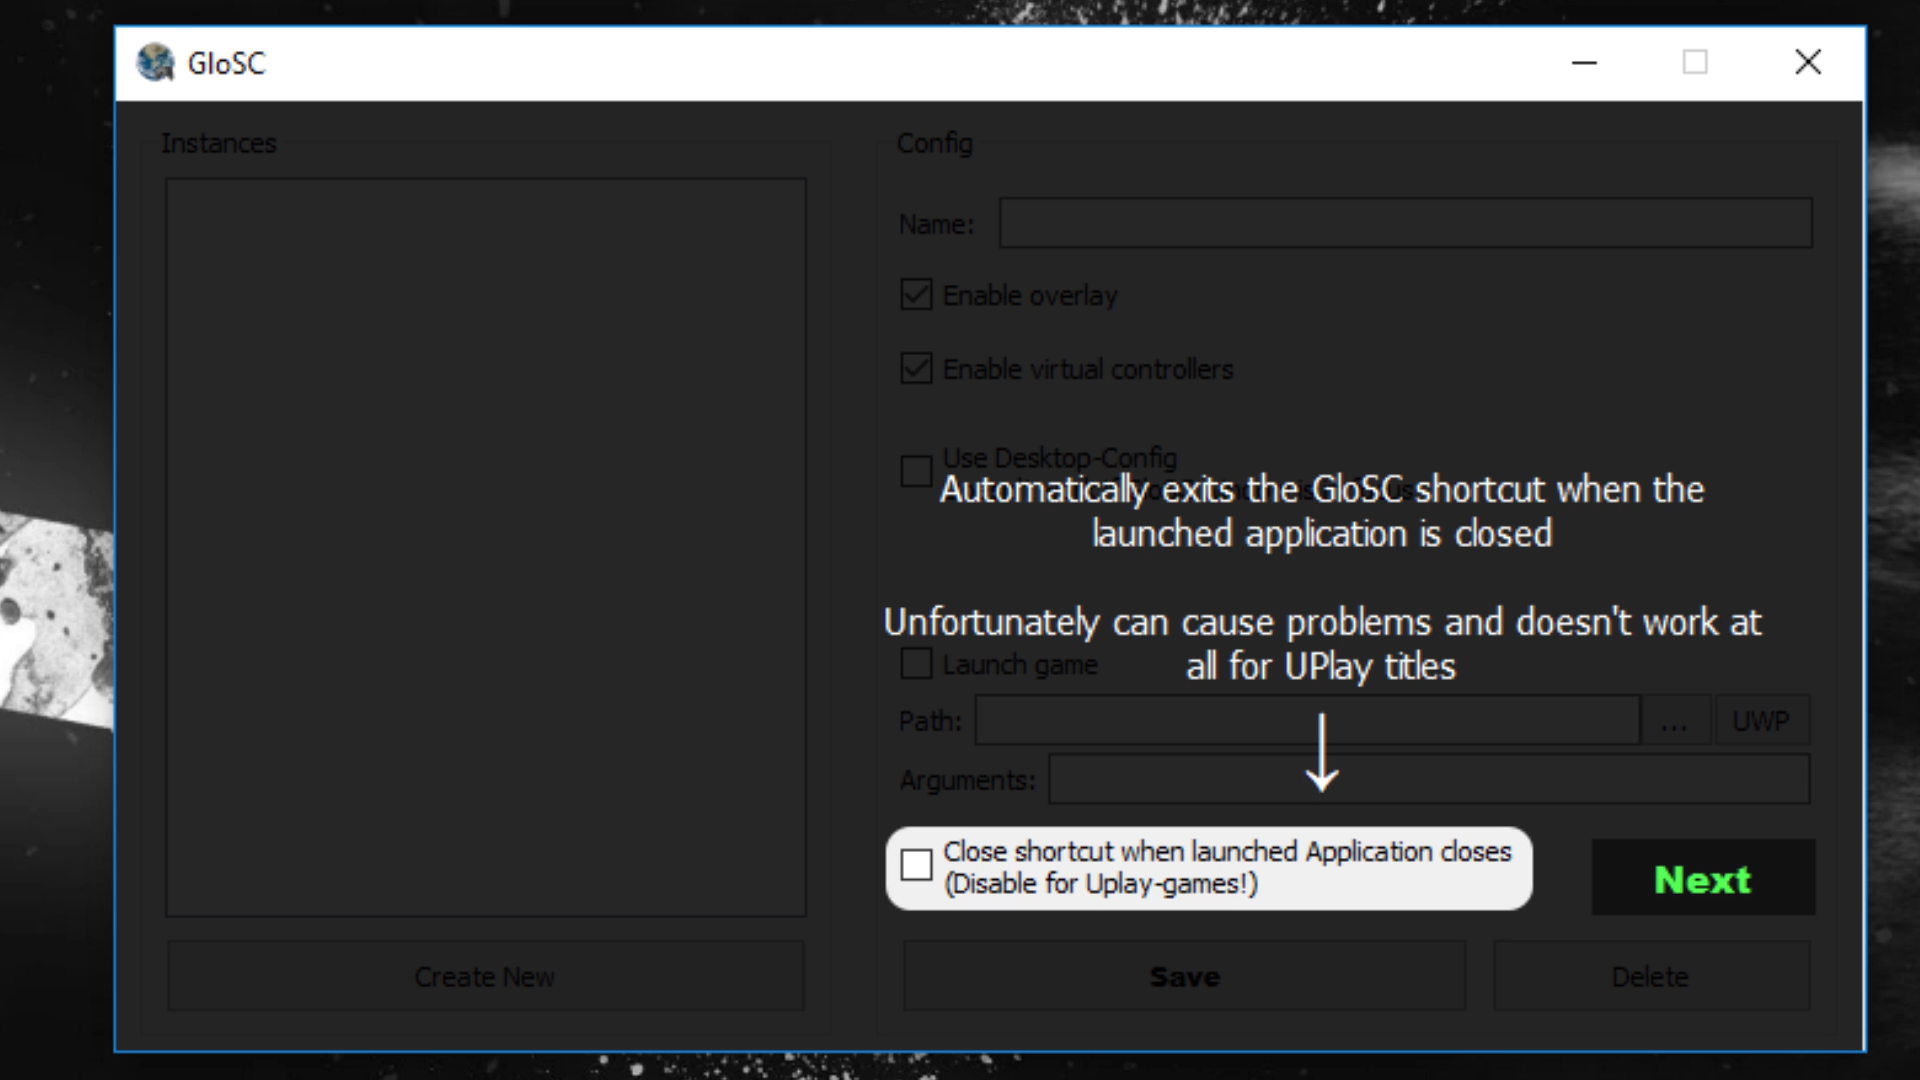 GloSC
Instances
Config
Name:
Enable overlay
Enable virtual controllers
Use Desktop-Config
Automatically exits the GloSC shortcut when the
launched application is closed
Unfortunately can cause problems and doesn't work at
all for UPlay titles
Launch game
Path:
... UWP
Arguments:
Close shortcut when launched Application closes
(Disable for Uplay-games!)
Next
Create New
Save
Delete